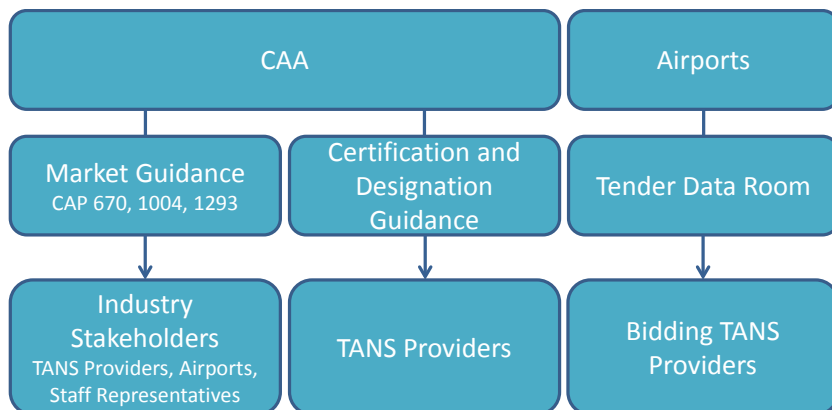 CAA
Airports
Market Guidance
CAP 670, 1004, 1293
Certification and
Designation
Guidance
Tender Data Room
Industry
Stakeholders
TANS Providers, Airports,
Staff Representatives
TANS Providers
Bidding TANS
Providers